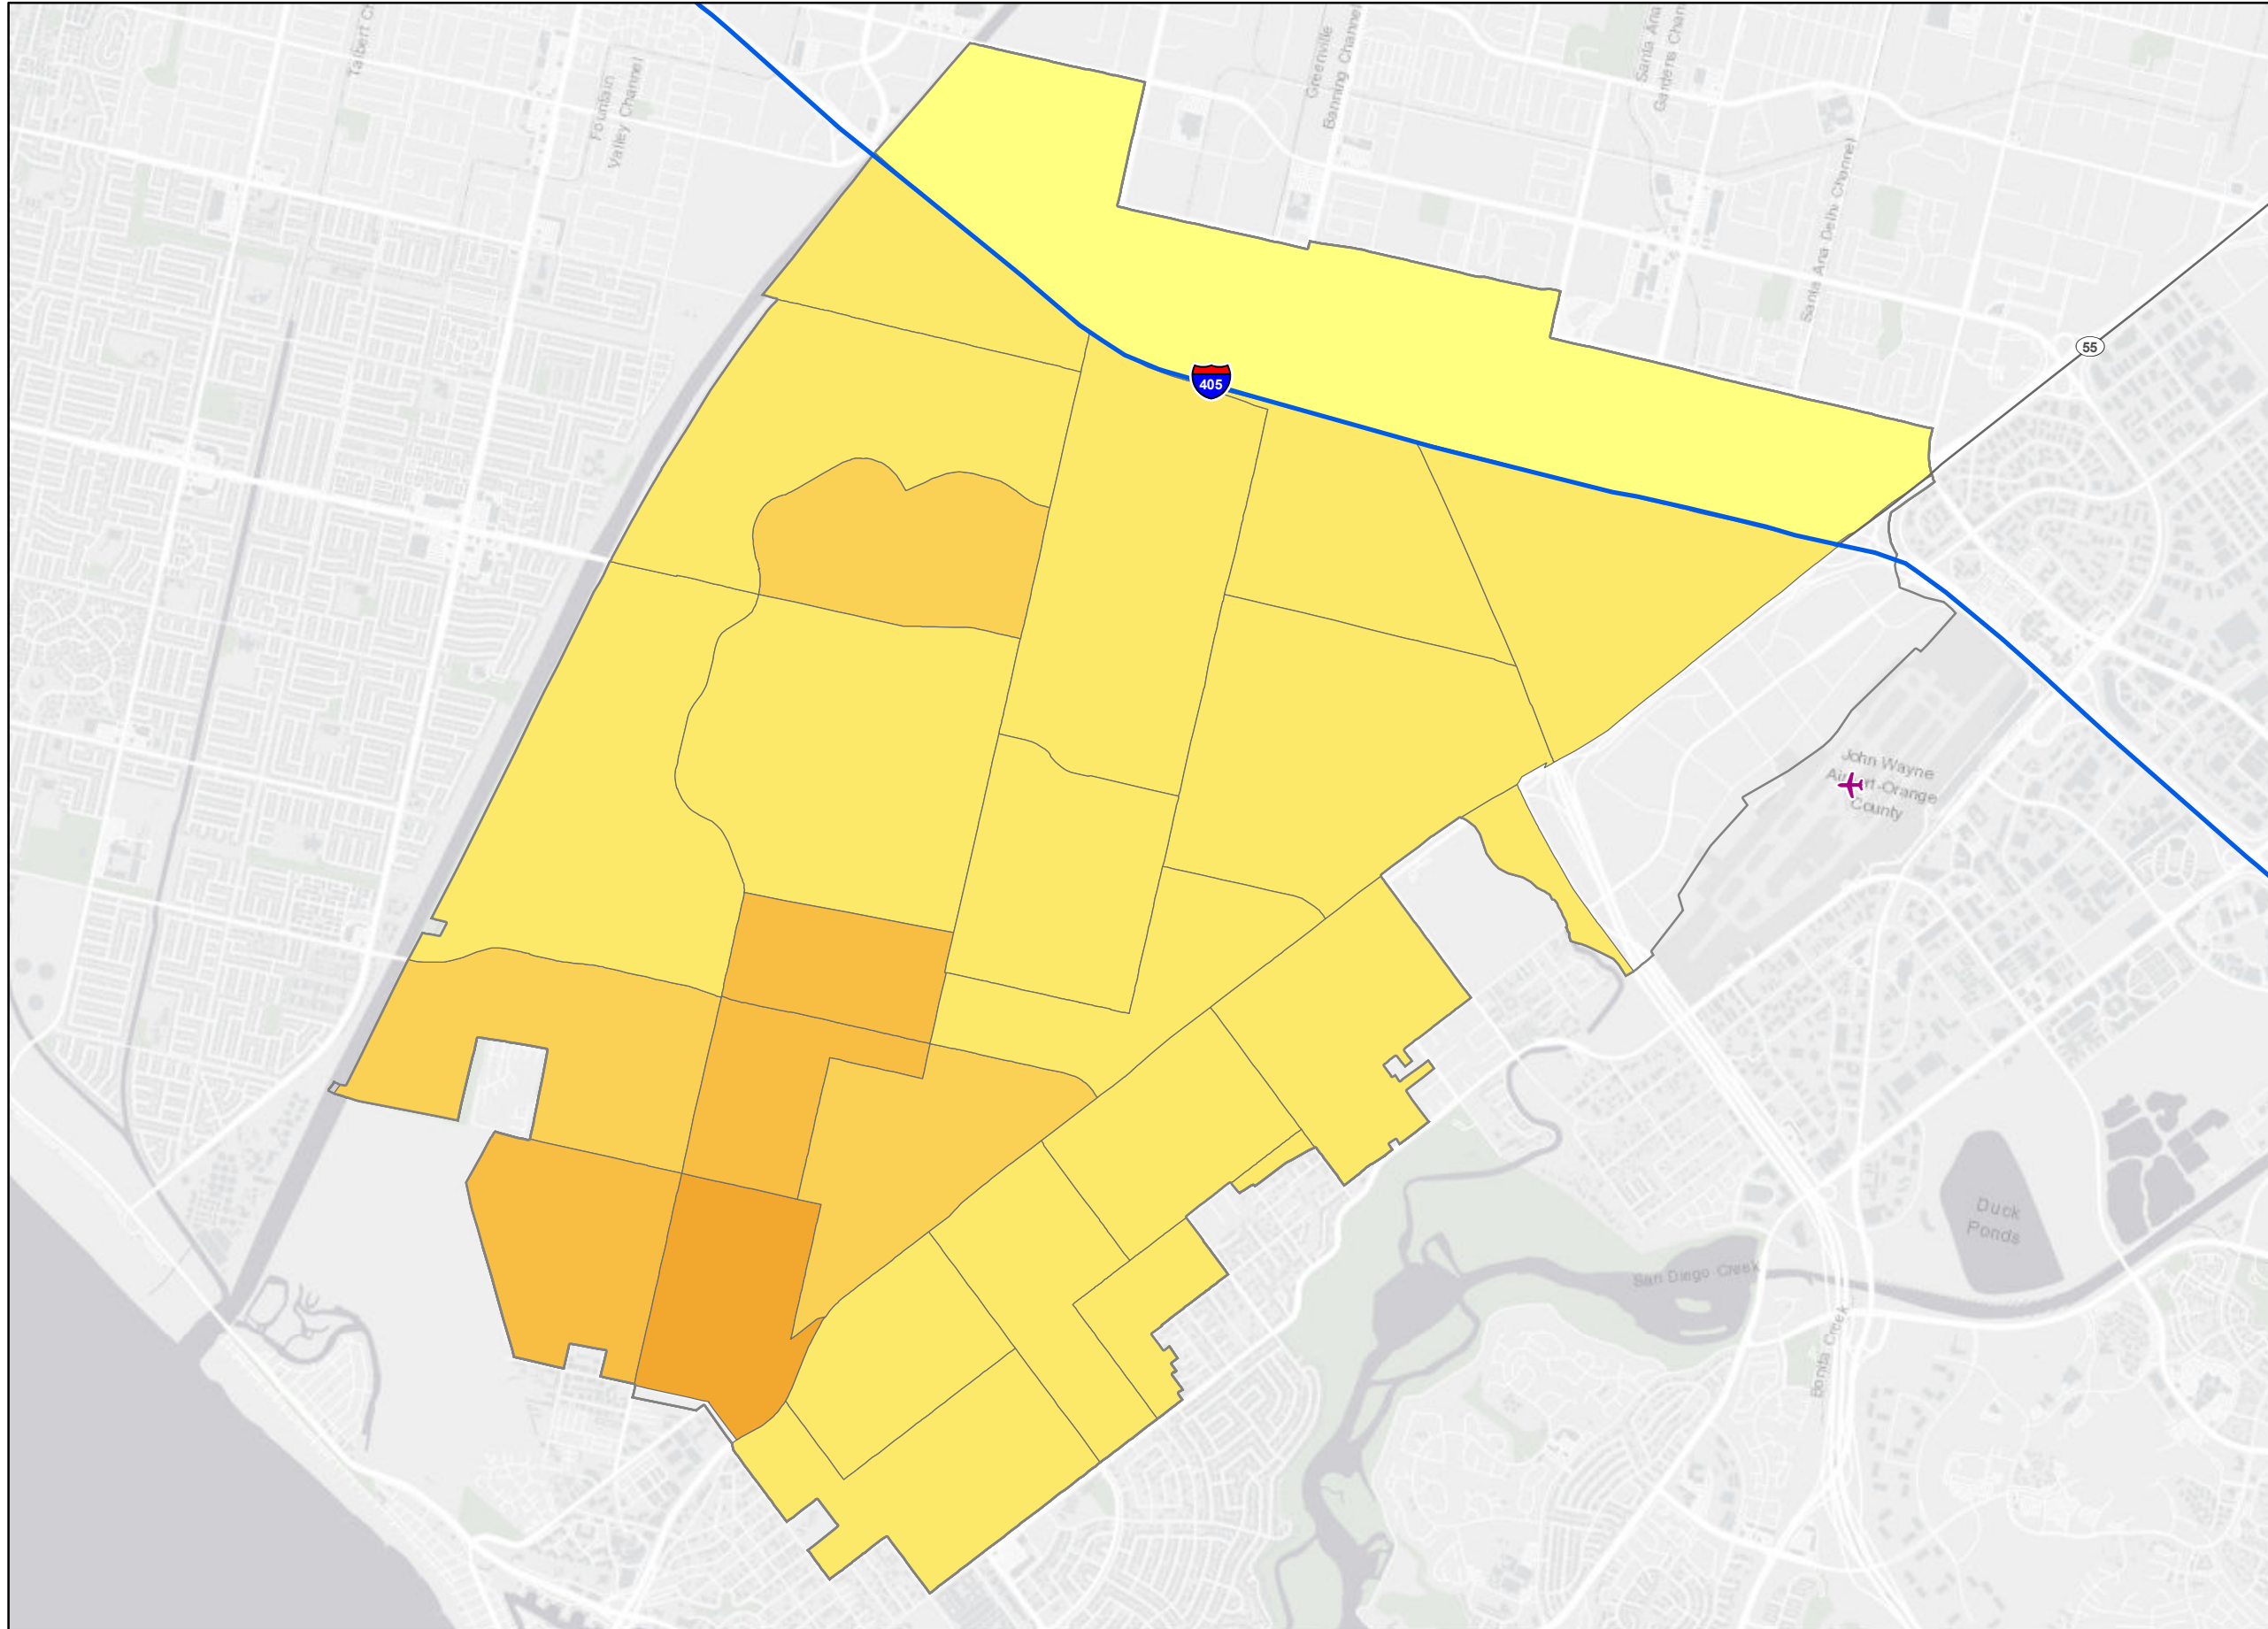 Talbert Ch
Fountain
Valley Channel
Greenville
Banning Channel
Santa Ana
Gardens Chan
Santa Ana Delhi Channel
55
405
John Wayne
Airport-Orange
County
Duck
Ponds
San Diego Creek
Bonita Creek